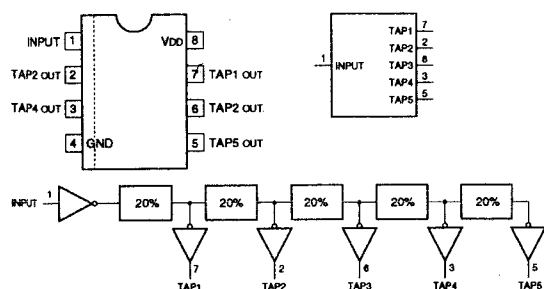 INPUT 1 VDD 8
TAP2 OUT 2 7 TAP1 OUT
TAP4 OUT 3 6 TAP2 OUT
4 GND 5 TAP5 OUT
1 INPUT
TAP1 7
TAP2 2
TAP3 6
TAP4 3
TAP5 5
INPUT 1 20% 20% 20% 20% 20%
7 2 6 3 5
TAP1 TAP2 TAP3 TAP4 TAP5